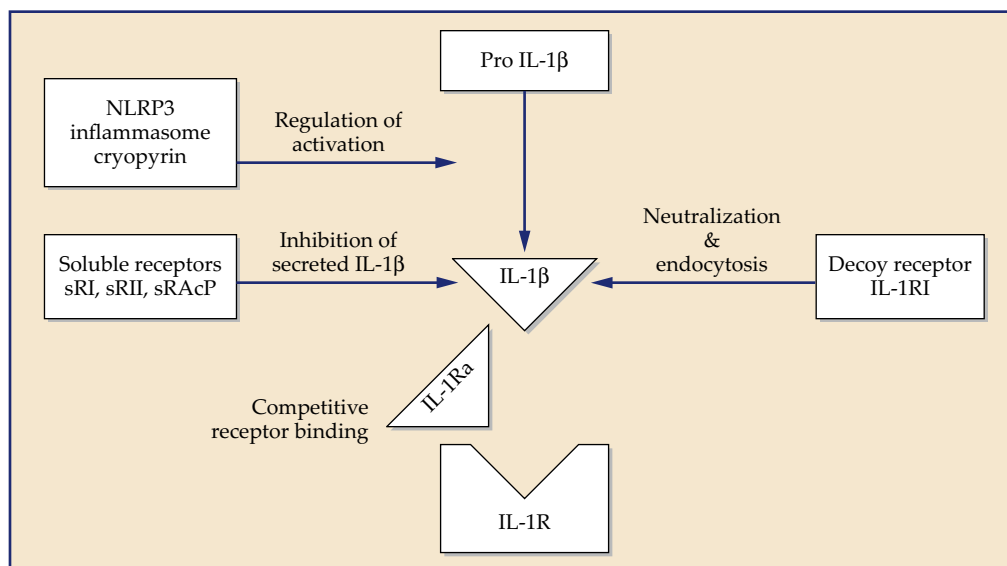 Pro IL-1β
NLRP3
inflammasome
cryopyrin
Regulation of
activation
Soluble receptors
sRI, sRII, sRAcP
Inhibition of
secreted IL-1β
IL-1β
Neutralization
&
endocytosis
Decoy receptor
IL-1RI
IL-1Ra
Competitive
receptor binding
IL-1R